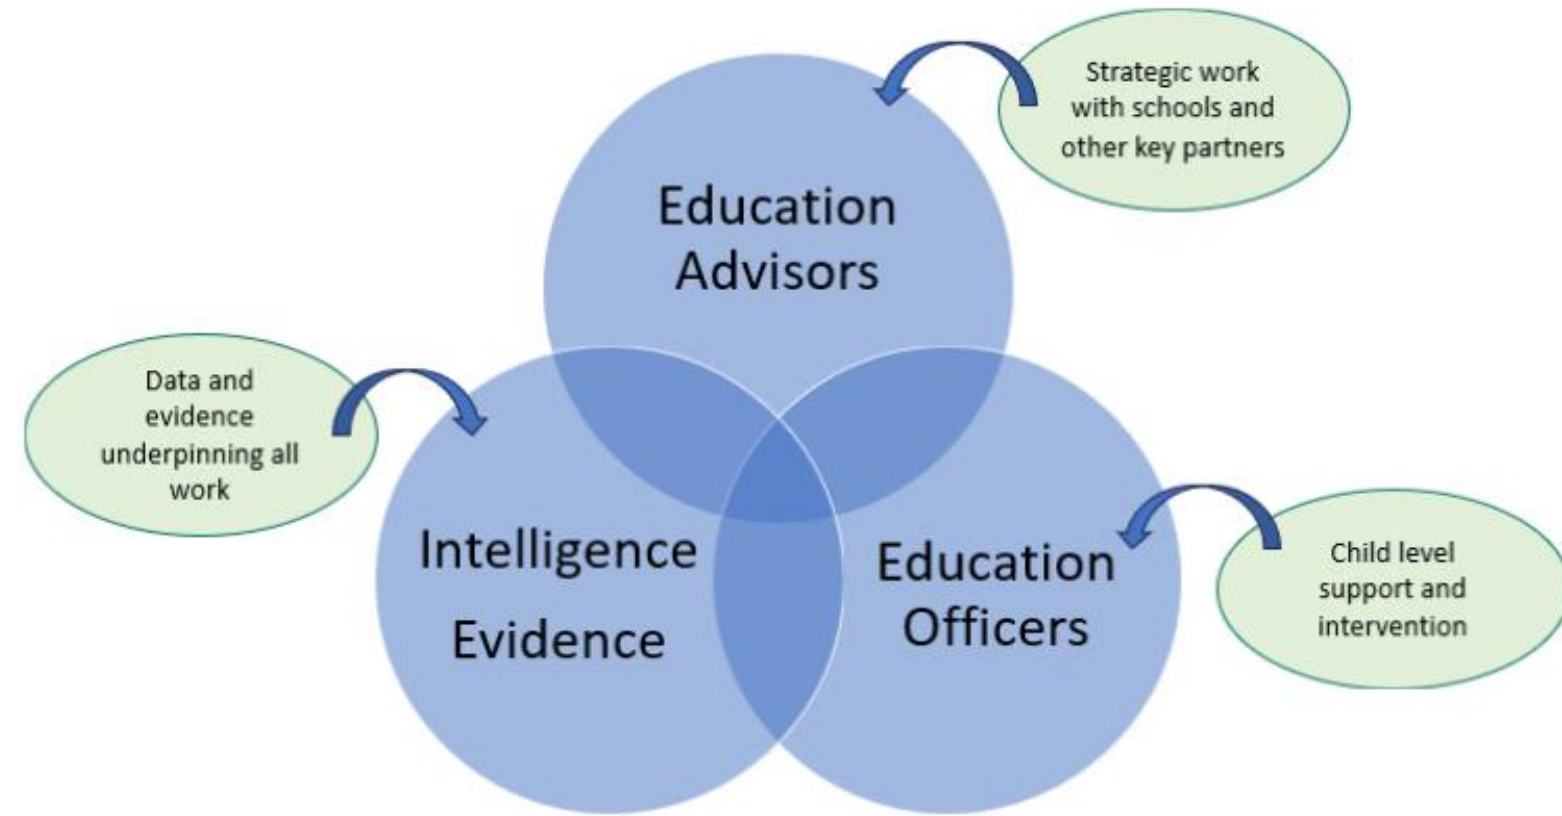 Strategic work
with schools and
other key partners
Education
Advisors
Data and
evidence
underpinning all
work
Intelligence
Evidence
Education
Officers
Child level
support and
intervention